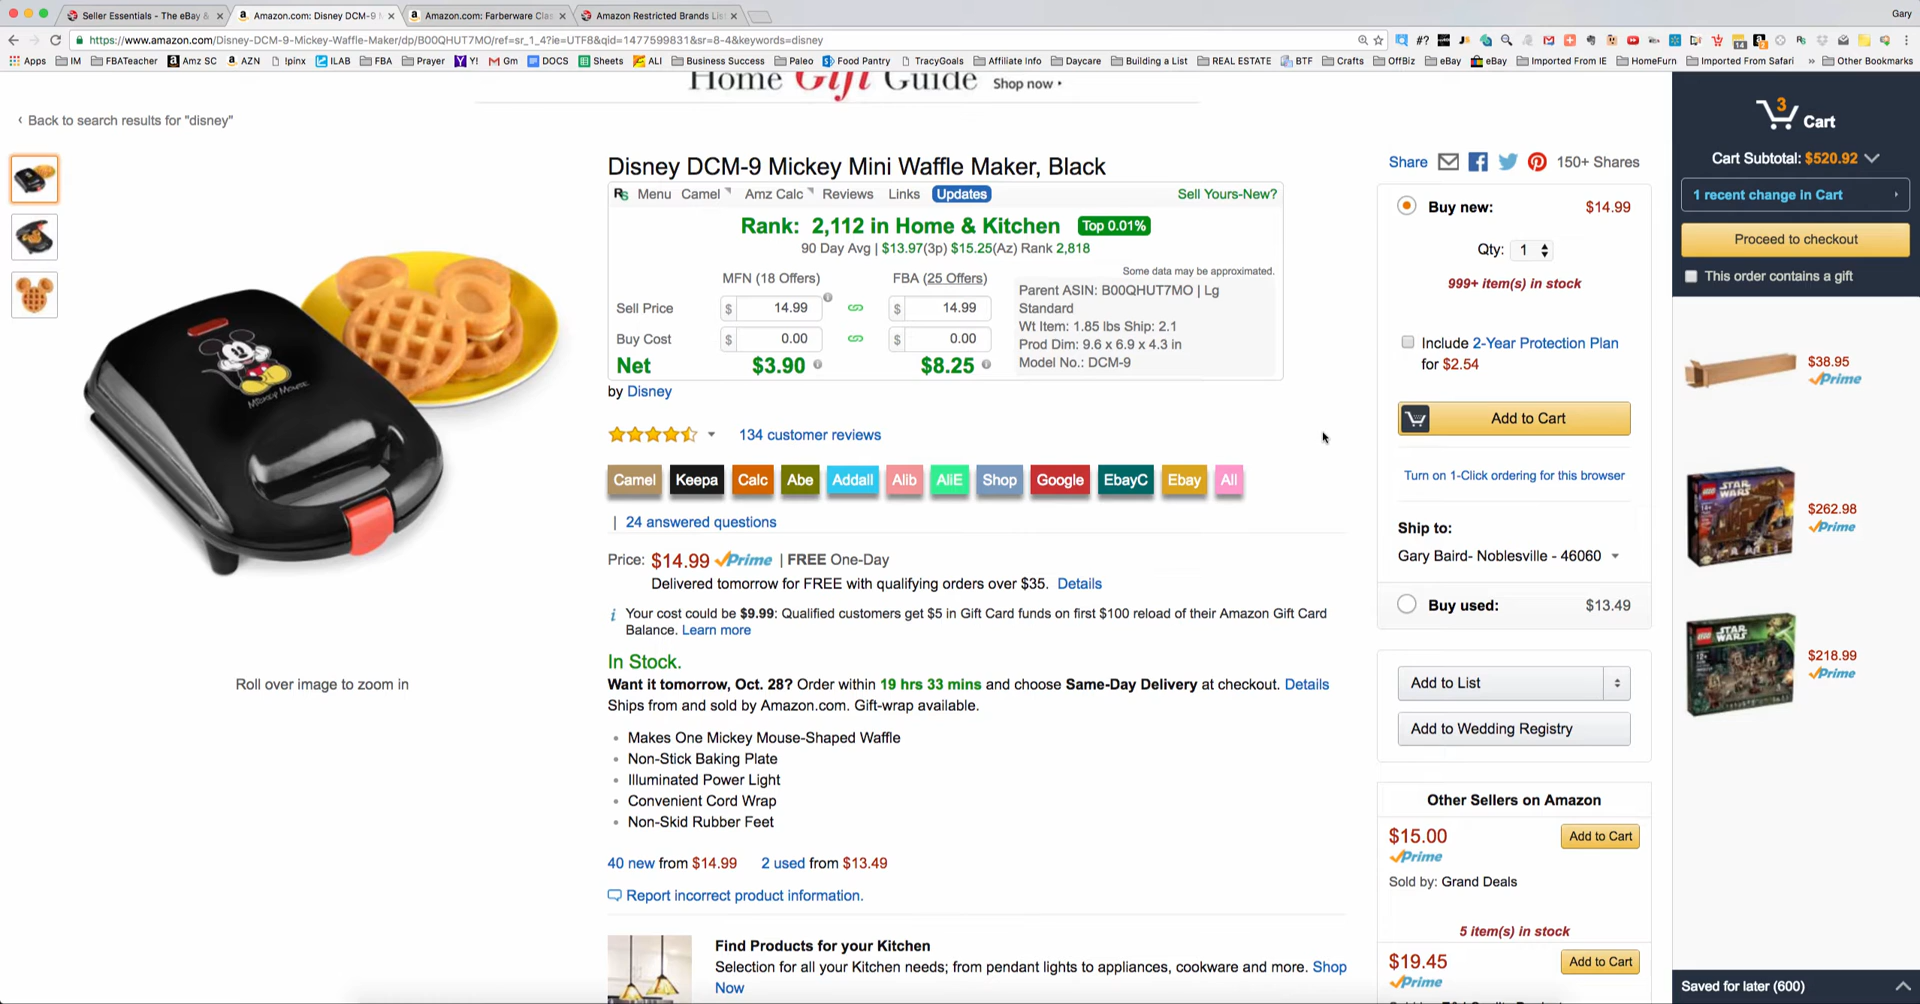 Seller Essentials - The eBay &
Amazon.com: Disney DCM-9 M
Amazon.com: Farberware Clas
Amazon Restricted Brands Lis
Gary
https://www.amazon.com/Disney-DCM-9-Mickey-Waffle-Maker/dp/B00QHUT7MO/ref=sr_1_4?ie=UTF8&qid=1477599831&sr=8-4&keywords=disney
Apps IM FBATeacher Amz SC AZN !pinx ILAB FBA Prayer Y! Gm DOCS Sheets ALI Business Success Paleo Food Pantry TracyGoals Affiliate Info Daycare Building a List REAL ESTATE BTF Crafts OffBiz eBay eBay Imported From IE HomeFurn Imported From Safari » Other Bookmarks
Home Gift Guide Shop now
‹ Back to search results for "disney"
Disney DCM-9 Mickey Mini Waffle Maker, Black
RS Menu Camel Amz Calc Reviews Links Updates Sell Yours-New?
Rank: 2,112 in Home & Kitchen Top 0.01%
90 Day Avg | $13.97(3p) $15.25(Az) Rank 2,818
Some data may be approximated.
MFN (18 Offers) FBA (25 Offers)
Sell Price $ 14.99 $ 14.99
Buy Cost $ 0.00 $ 0.00
Net $3.90 $8.25
Parent ASIN: B00QHUT7MO | Lg
Standard
Wt Item: 1.85 lbs Ship: 2.1
Prod Dim: 9.6 x 6.9 x 4.3 in
Model No.: DCM-9
by Disney
134 customer reviews
Camel Keepa Calc Abe Addall Alib AliE Shop Google EbayC Ebay All
| 24 answered questions
Price: $14.99 Prime | FREE One-Day
Delivered tomorrow for FREE with qualifying orders over $35. Details
Your cost could be $9.99: Qualified customers get $5 in Gift Card funds on first $100 reload of their Amazon Gift Card
Balance. Learn more
In Stock.
Want it tomorrow, Oct. 28? Order within 19 hrs 33 mins and choose Same-Day Delivery at checkout. Details
Ships from and sold by Amazon.com. Gift-wrap available.
Makes One Mickey Mouse-Shaped Waffle
Non-Stick Baking Plate
Illuminated Power Light
Convenient Cord Wrap
Non-Skid Rubber Feet
40 new from $14.99 2 used from $13.49
Report incorrect product information.
Find Products for your Kitchen
Selection for all your Kitchen needs; from pendant lights to appliances, cookware and more. Shop
Now
Mickey Mouse
Roll over image to zoom in
Share 150+ Shares
Buy new: $14.99
Qty: 1
999+ item(s) in stock
Include 2-Year Protection Plan
for $2.54
Add to Cart
Turn on 1-Click ordering for this browser
Ship to:
Gary Baird- Noblesville - 46060
Buy used: $13.49
Add to List
Add to Wedding Registry
Other Sellers on Amazon
$15.00 Add to Cart
Prime
Sold by: Grand Deals
5 item(s) in stock
$19.45 Add to Cart
Prime
3
Cart
Cart Subtotal: $520.92
1 recent change in Cart
Proceed to checkout
This order contains a gift
$38.95
Prime
STAR WARS
$262.98
Prime
STAR WARS
$218.99
Prime
Saved for later (600)